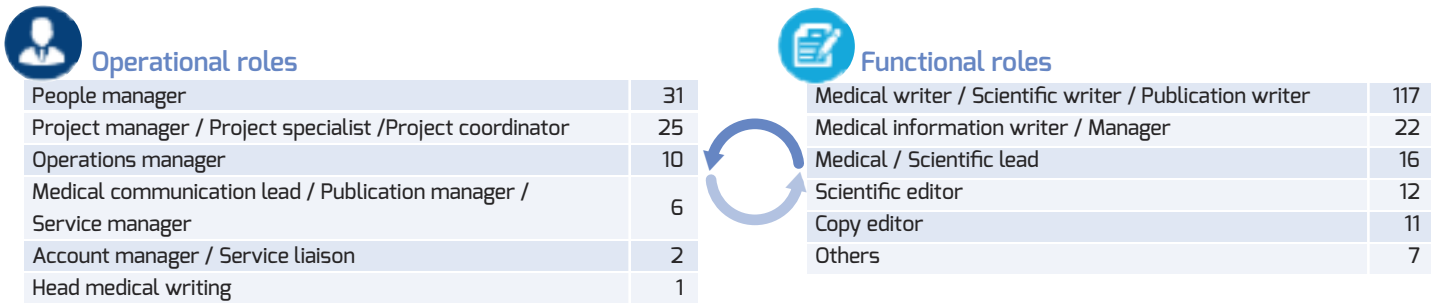 Operational roles
People manager 31
Project manager / Project specialist /Project coordinator 25
Operations manager 10
Medical communication lead / Publication manager /
Service manager 6
Account manager / Service liaison 2
Head medical writing 1
Functional roles
Medical writer / Scientific writer / Publication writer 117
Medical information writer / Manager 22
Medical / Scientific lead 16
Scientific editor 12
Copy editor 11
Others 7